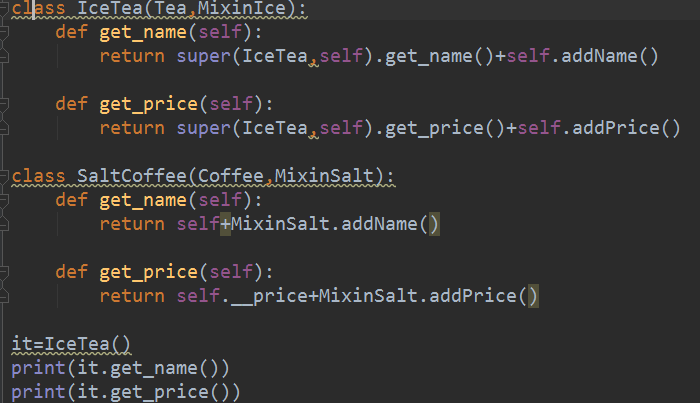 class IceTea(Tea,MixinIce):
    def get_name(self):
        return super(IceTea,self).get_name()+self.addName()

    def get_price(self):
        return super(IceTea,self).get_price()+self.addPrice()

class SaltCoffee(Coffee,MixinSalt):
    def get_name(self):
        return self+MixinSalt.addName()

    def get_price(self):
        return self.__price+MixinSalt.addPrice()

it=IceTea()
print(it.get_name())
print(it.get_price())